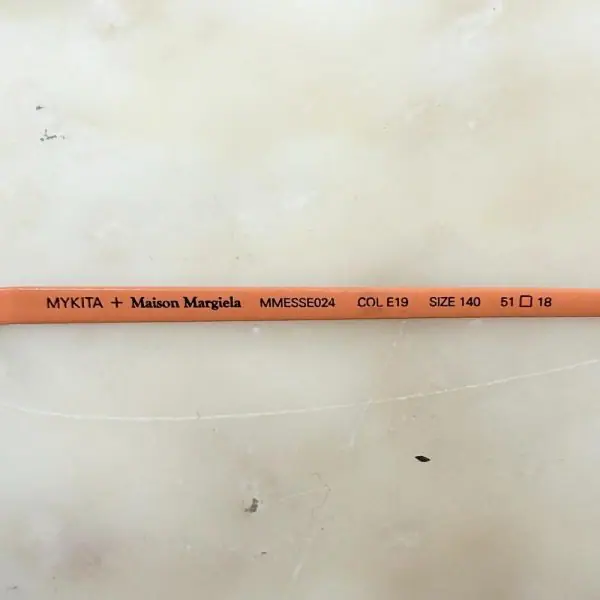 MYKITA + Maison Margiela MMESSE024 COL E19 SIZE 140 51 □ 18